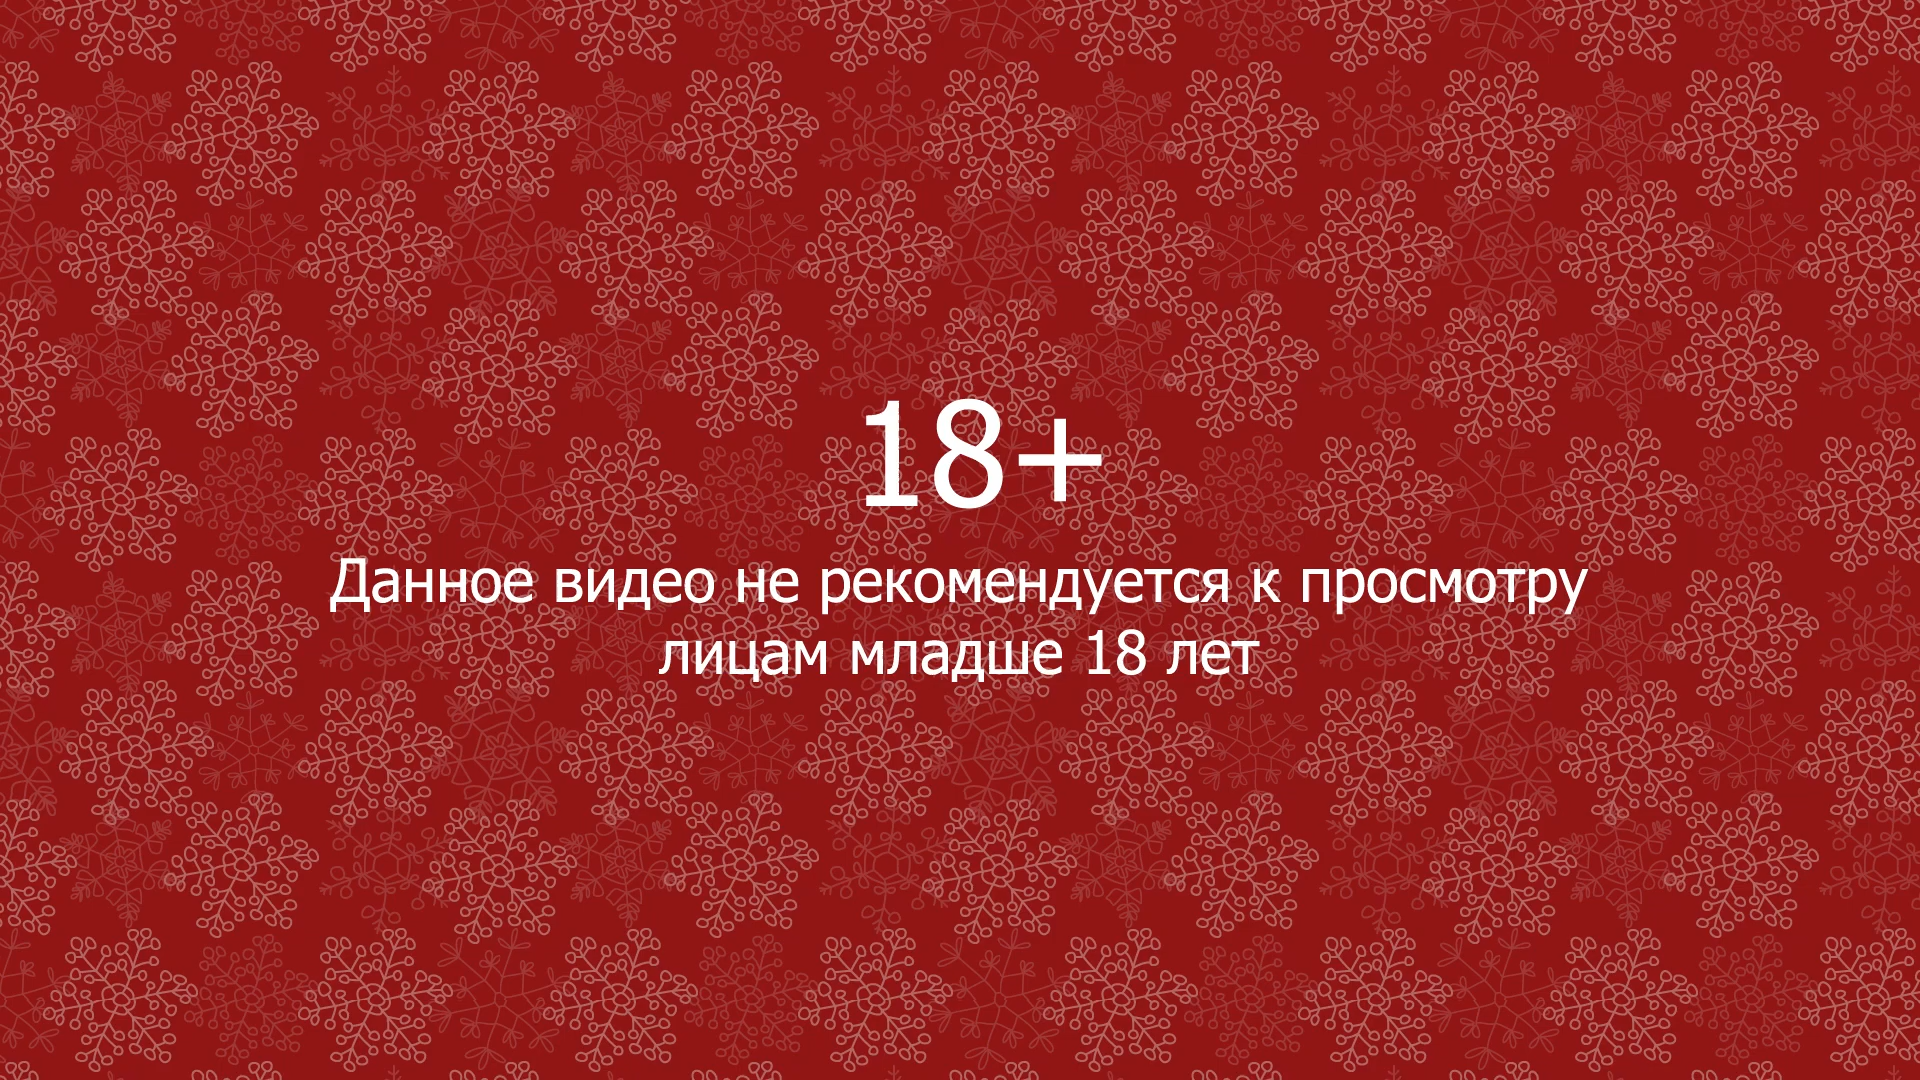 18+
Данное видео не рекомендуется к просмотру
лицам младше 18 лет